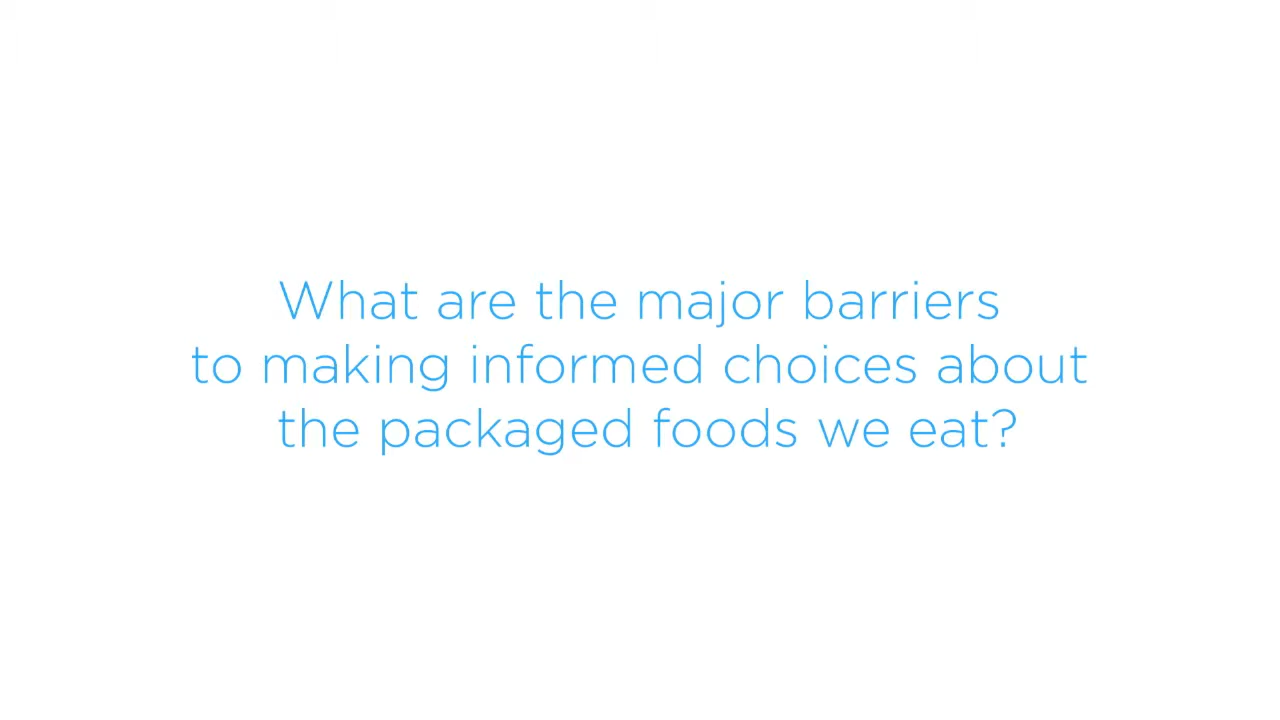 What are the major barriers
to making informed choices about
the packaged foods we eat?